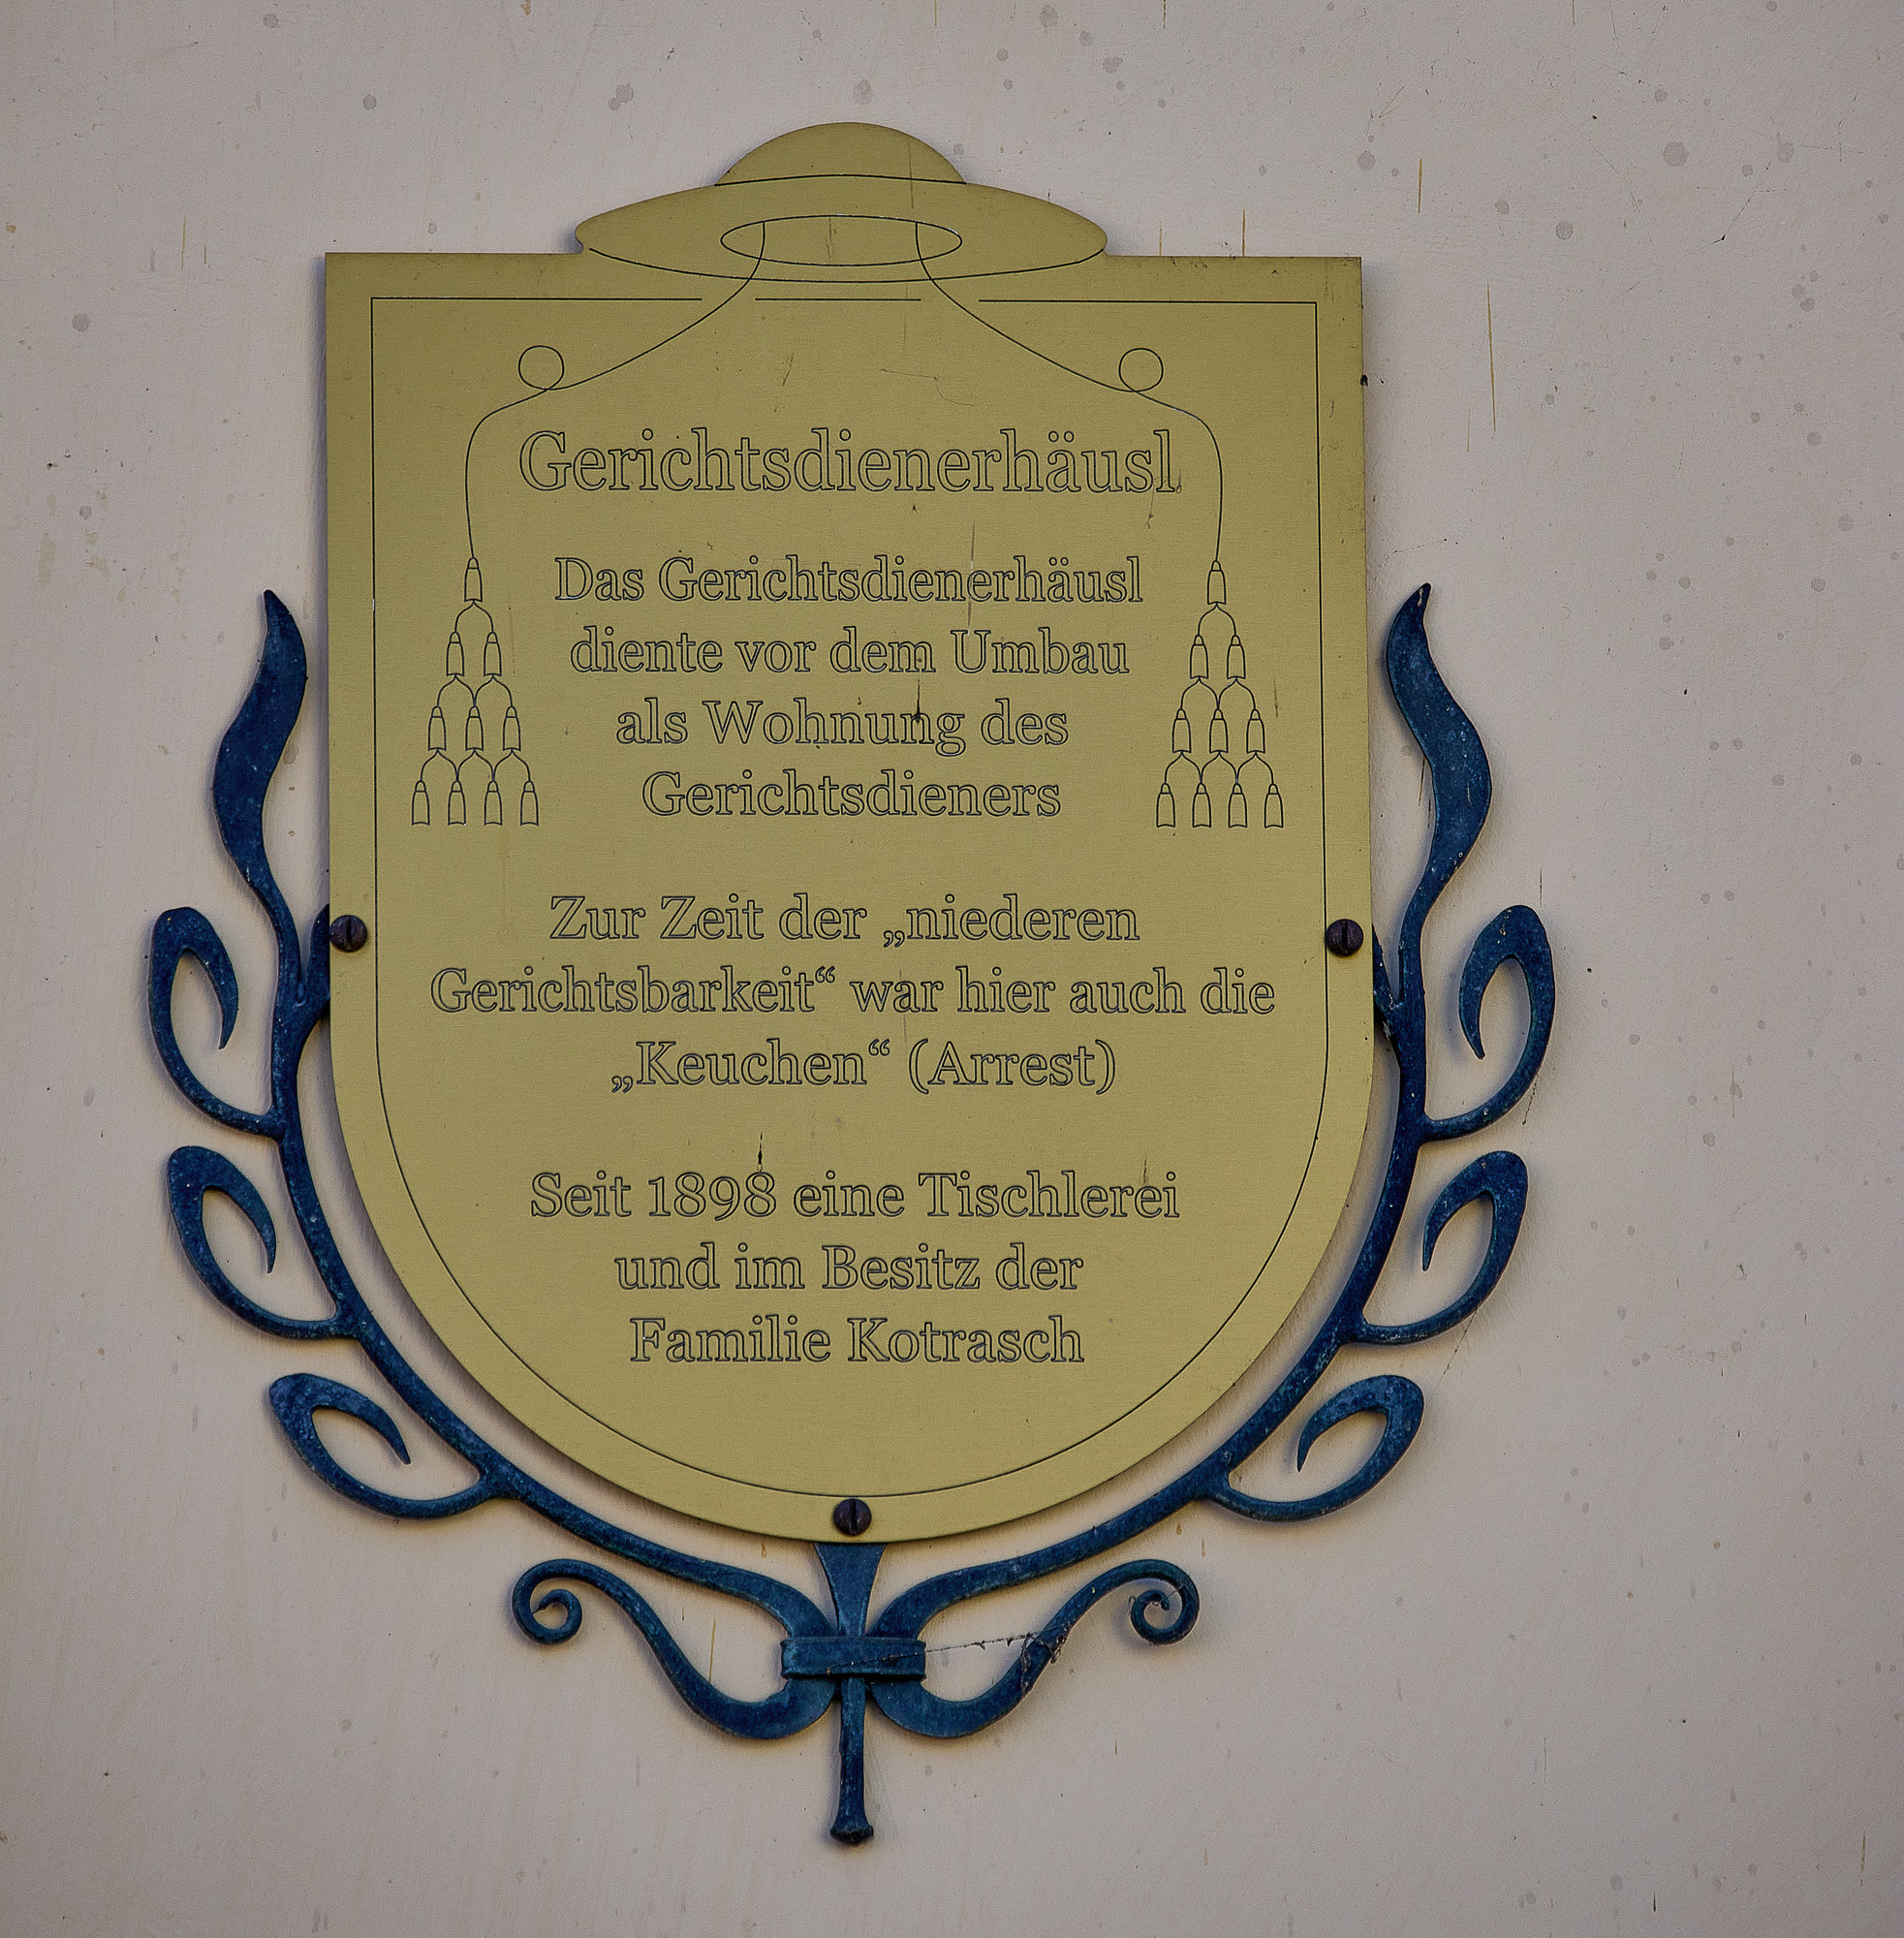 Gerichtsdienerhäusl
Das Gerichtsdienerhäusl
diente vor dem Umbau
als Wohnung des
Gerichtsdieners
Zur Zeit der „niederen
Gerichtsbarkeit“ war hier auch die
„Keuchen“ (Arrest)
Seit 1898 eine Tischlerei
und im Besitz der
Familie Kotrasch